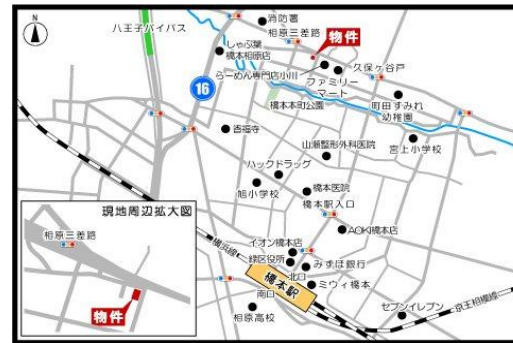 N
八王子バイパス
消防署
相原三差路
物件
しゃぶ葉
橋本相原店
らーめん専門店小川
久保ヶ谷戸
ファミリー
マート
16
橋本本町公園
町田すみれ
幼稚園
宮上小学校
香福寺
山瀬整形外科医院
ハックドラッグ
旭小学校
橋本医院
橋本駅入口
AOKI橋本店
イオン橋本店
緑区役所
みずほ銀行
横浜線
北口
ミウィ橋本
橋本駅
南口
相原高校
セブンイレブン
京王相模線
現地周辺拡大図
相原三差路
物件